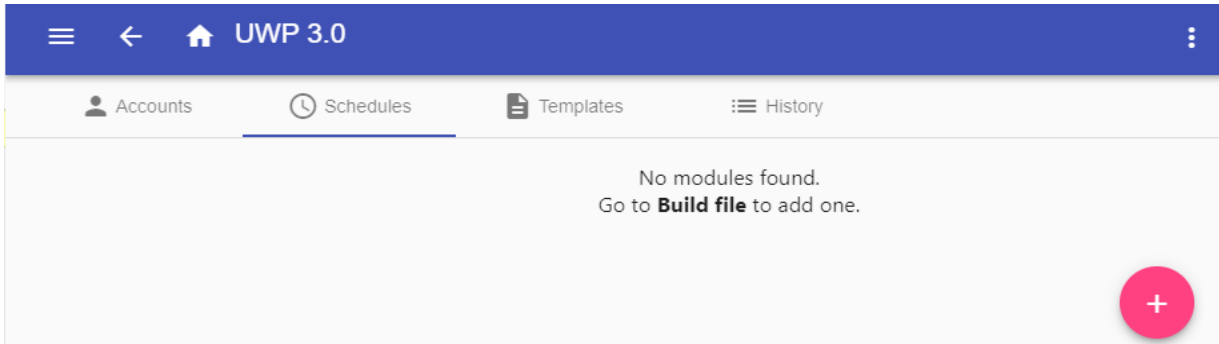 UWP 3.0
Accounts Schedules Templates History
No modules found.
Go to Build file to add one.
+